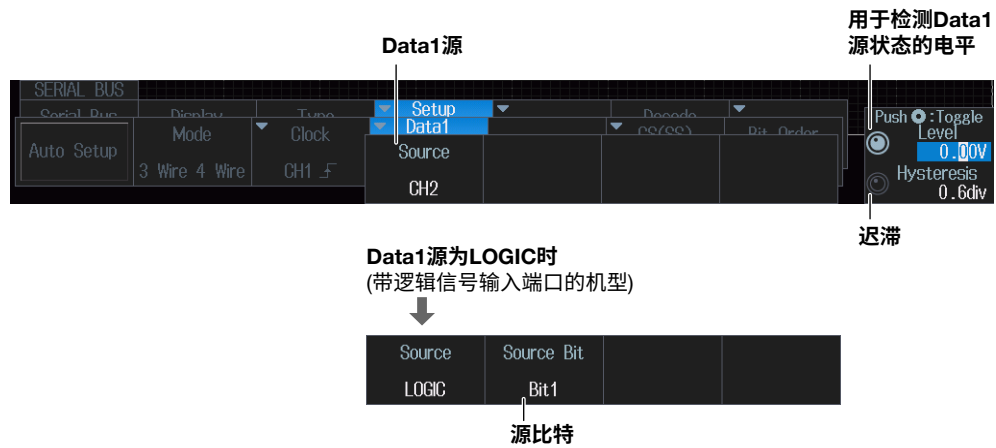 用于检测Data1
源状态的电平
Data1源
SERIAL BUS
Serial Bus
Display
Type
Setup
Decode
Auto Setup
Mode
3 Wire 4 Wire
Clock
CH1
Data1
CS(SS)
Bit Order
Source
CH2
Push :Toggle
Level
0.00V
Hysteresis
0.6div
迟滞
Data1源为LOGIC时
(带逻辑信号输入端口的机型)
Source
Source Bit
LOGIC
Bit1
源比特